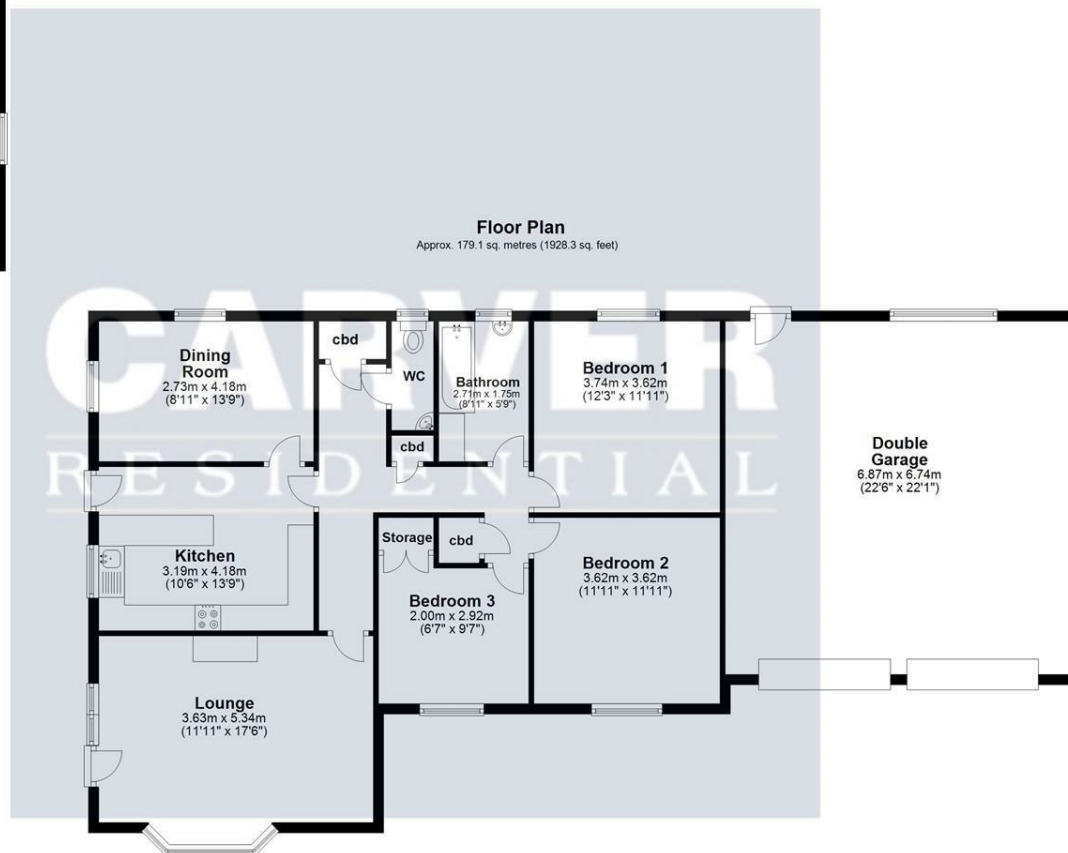 Floor Plan
Approx. 179.1 sq. metres (1928.3 sq. feet)
CARVER
RESIDENTIAL
Dining
Room
2.73m x 4.18m
(8'11" x 13'9")
cbd
WC
cbd
Bathroom
2.71m x 1.75m
(8'11" x 5'9")
Bedroom 1
3.74m x 3.62m
(12'3" x 11'11")
Double
Garage
6.87m x 6.74m
(22'6" x 22'1")
Kitchen
3.19m x 4.18m
(10'6" x 13'9")
Storage
cbd
Bedroom 3
2.00m x 2.92m
(6'7" x 9'7")
Bedroom 2
3.62m x 3.62m
(11'11" x 11'11")
Lounge
3.63m x 5.34m
(11'11" x 17'6")